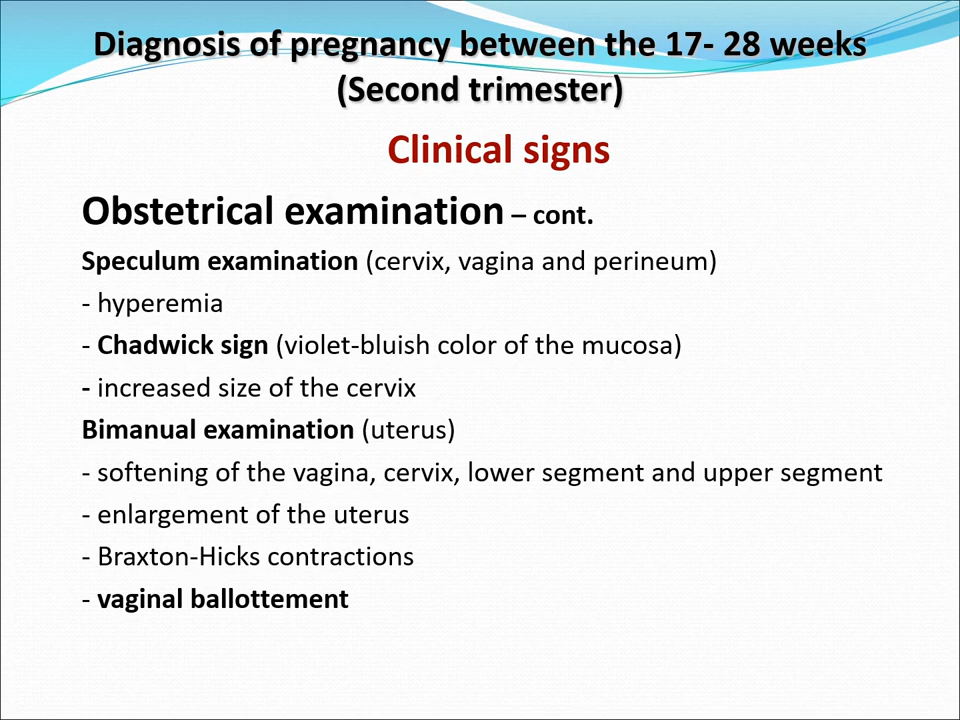 Diagnosis of pregnancy between the 17- 28 weeks
(Second trimester)
Clinical signs
Obstetrical examination – cont.
Speculum examination (cervix, vagina and perineum)
- hyperemia
- Chadwick sign (violet-bluish color of the mucosa)
- increased size of the cervix
Bimanual examination (uterus)
- softening of the vagina, cervix, lower segment and upper segment
- enlargement of the uterus
- Braxton-Hicks contractions
- vaginal ballottement